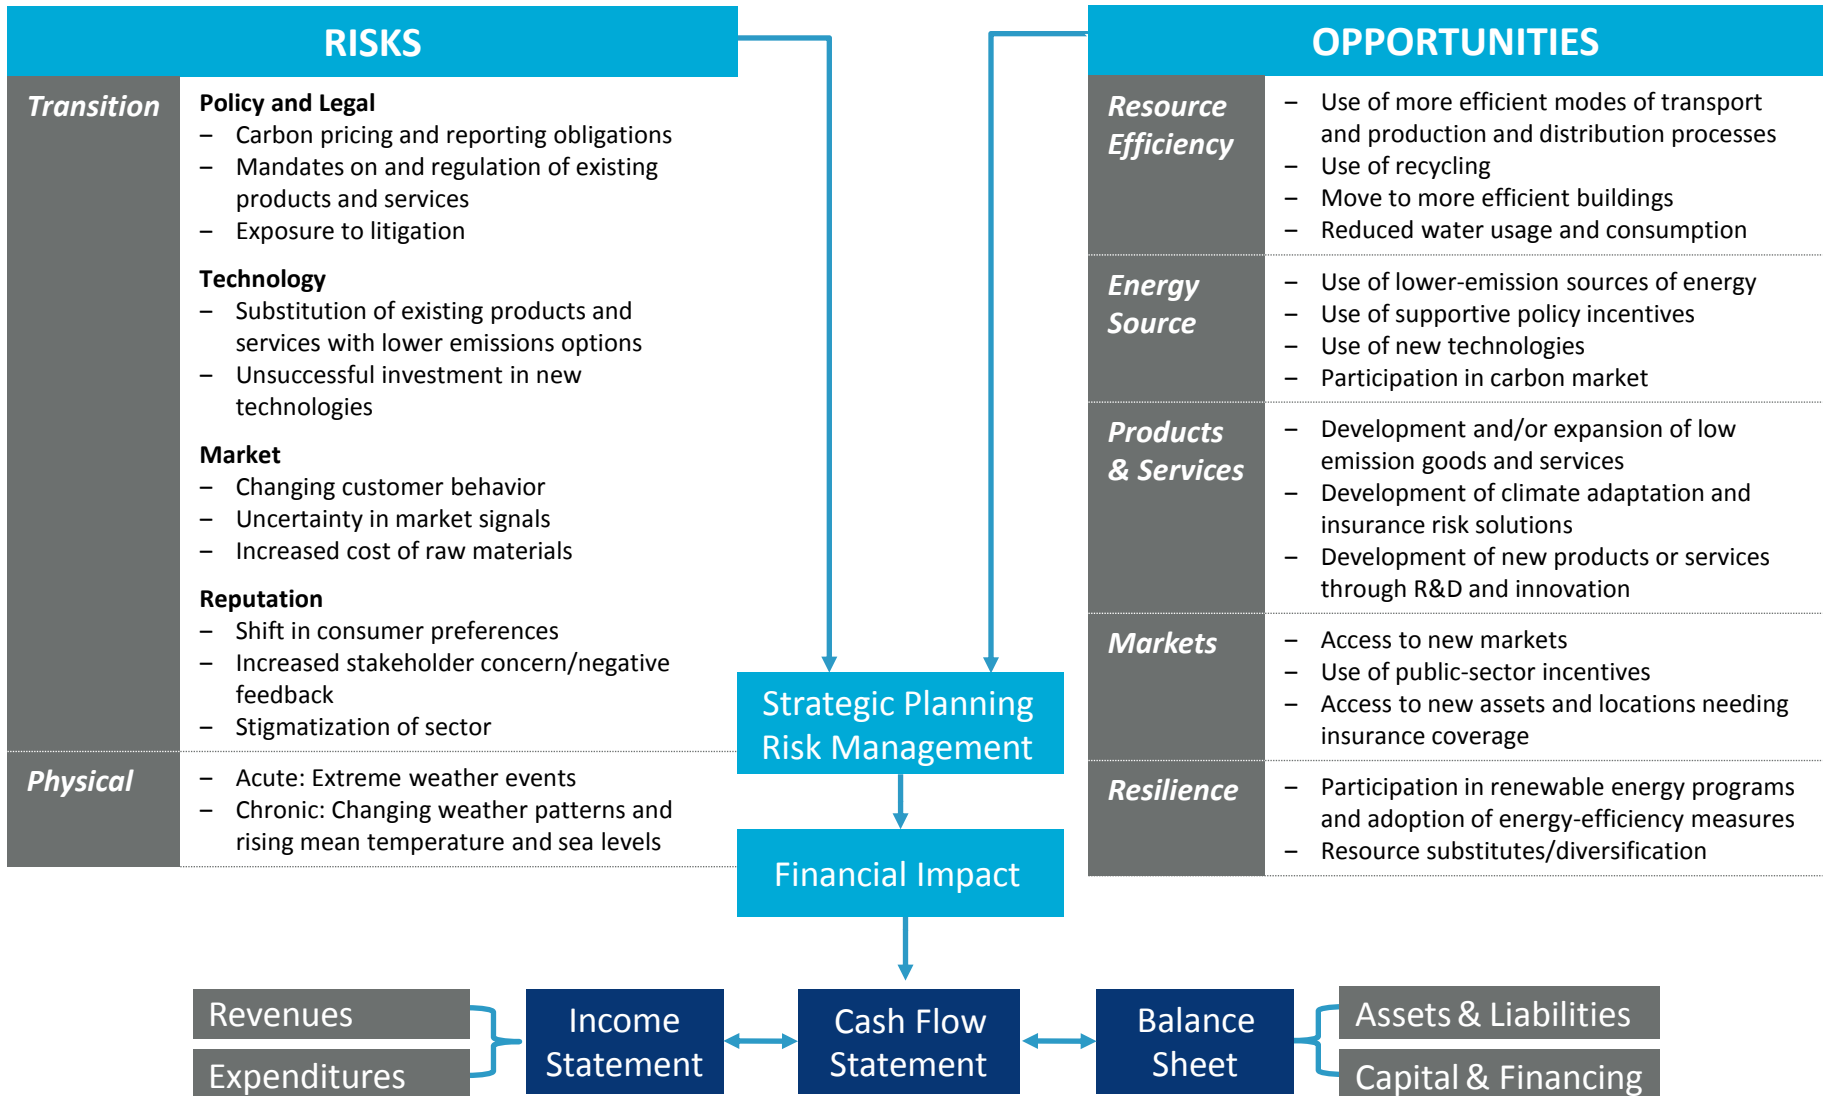 RISKS
Transition
Policy and Legal
– Carbon pricing and reporting obligations
– Mandates on and regulation of existing
products and services
– Exposure to litigation
Technology
– Substitution of existing products and
services with lower emissions options
– Unsuccessful investment in new
technologies
Market
– Changing customer behavior
– Uncertainty in market signals
– Increased cost of raw materials
Reputation
– Shift in consumer preferences
– Increased stakeholder concern/negative
feedback
– Stigmatization of sector
Physical
– Acute: Extreme weather events
– Chronic: Changing weather patterns and
rising mean temperature and sea levels
OPPORTUNITIES
Resource
Efficiency
– Use of more efficient modes of transport
and production and distribution processes
– Use of recycling
– Move to more efficient buildings
– Reduced water usage and consumption
Energy
Source
– Use of lower-emission sources of energy
– Use of supportive policy incentives
– Use of new technologies
– Participation in carbon market
Products
& Services
– Development and/or expansion of low
emission goods and services
– Development of climate adaptation and
insurance risk solutions
– Development of new products or services
through R&D and innovation
Markets
– Access to new markets
– Use of public-sector incentives
– Access to new assets and locations needing
insurance coverage
Resilience
– Participation in renewable energy programs
and adoption of energy-efficiency measures
– Resource substitutes/diversification
Strategic Planning
Risk Management
Financial Impact
Revenues
Expenditures
Income
Statement
Cash Flow
Statement
Balance
Sheet
Assets & Liabilities
Capital & Financing